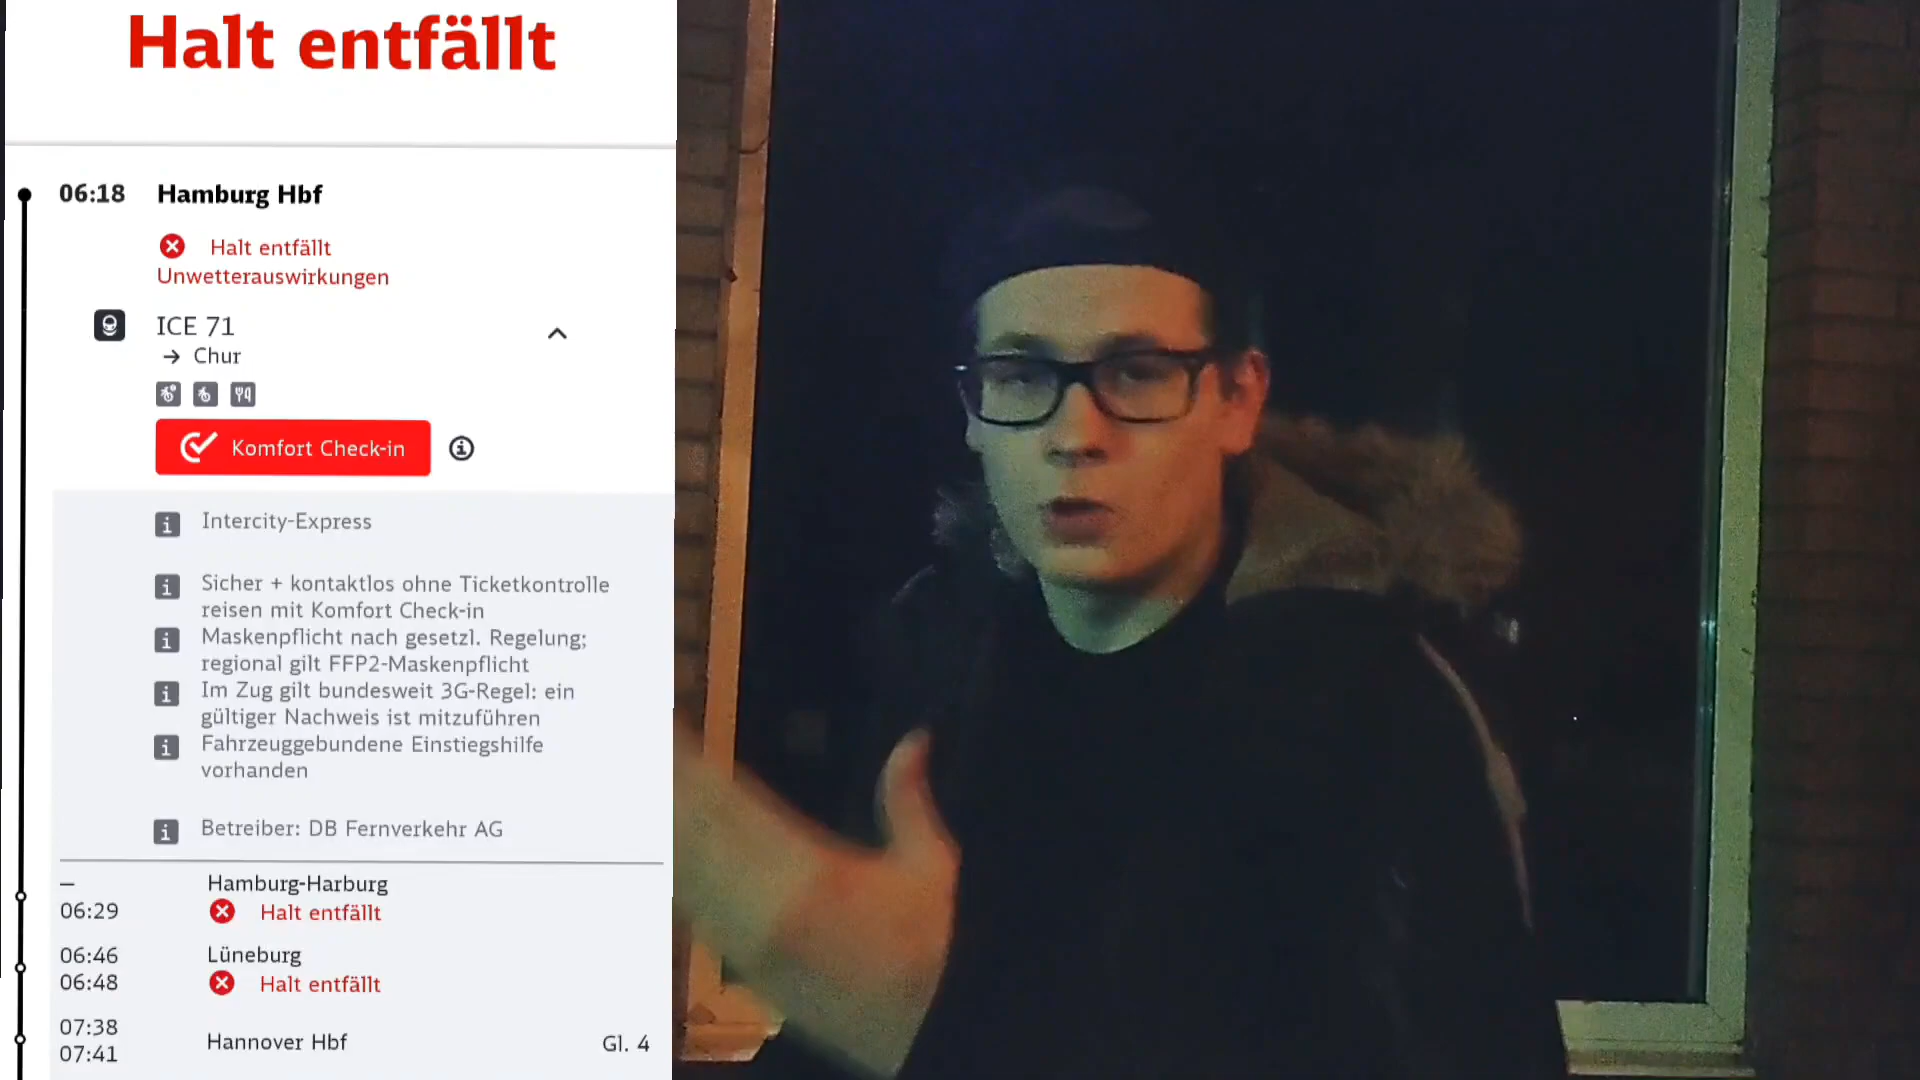 Halt entfällt
06:18 Hamburg Hbf
Halt entfällt
Unwetterauswirkungen
ICE 71
→ Chur
Komfort Check-in
Intercity-Express
Sicher + kontaktlos ohne Ticketkontrolle
reisen mit Komfort Check-in
Maskenpflicht nach gesetzl. Regelung;
regional gilt FFP2-Maskenpflicht
Im Zug gilt bundesweit 3G-Regel: ein
gültiger Nachweis ist mitzuführen
Fahrzeuggebundene Einstiegshilfe
vorhanden
Betreiber: DB Fernverkehr AG
– Hamburg-Harburg
06:29 Halt entfällt
06:46 Lüneburg
06:48 Halt entfällt
07:38
Hannover Hbf Gl. 4
07:41